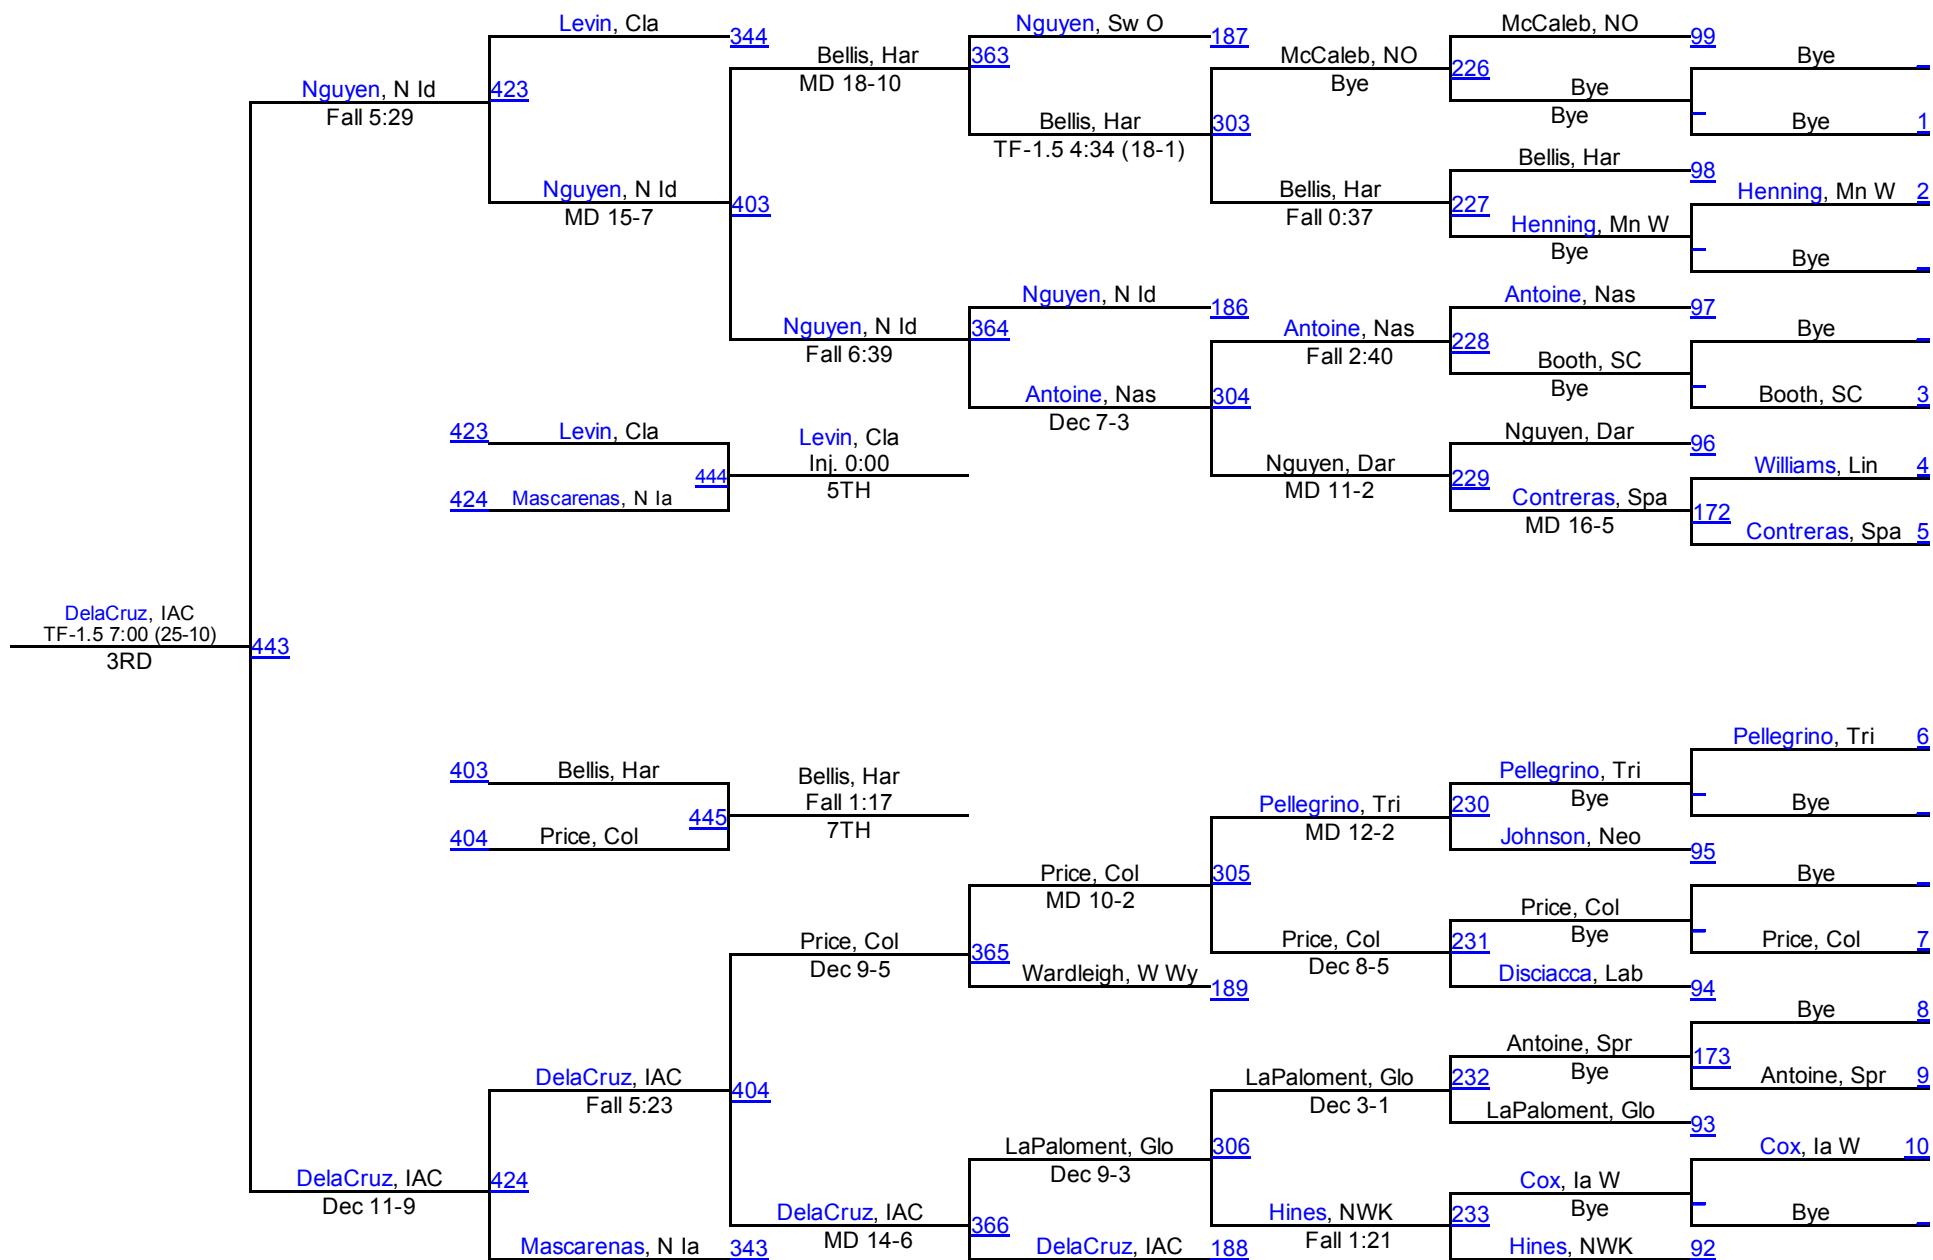 Levin, Cla
344
Nguyen, Sw O
187
McCaleb, NO
99
Bellis, Har
MD 18-10
363
McCaleb, NO
Bye
226
Bye
Nguyen, N Id
Fall 5:29
423
Bye
Bye
Bellis, Har
TF-1.5 4:34 (18-1)
303
Bye
1
Bellis, Har
98
Nguyen, N Id
MD 15-7
403
Bellis, Har
Fall 0:37
227
Henning, Mn W
2
Henning, Mn W
Bye
Bye
Nguyen, N Id
186
Antoine, Nas
97
Nguyen, N Id
Fall 6:39
364
Antoine, Nas
Fall 2:40
228
Bye
Booth, SC
Bye
Antoine, Nas
Dec 7-3
304
Booth, SC
3
423
Levin, Cla
Levin, Cla
Inj. 0:00
5TH
444
424
Mascarenas, N Ia
Nguyen, Dar
96
Nguyen, Dar
MD 11-2
229
Williams, Lin
4
Contreras, Spa
MD 16-5
172
Contreras, Spa
5
DelaCruz, IAC
TF-1.5 7:00 (25-10)
3RD
443
Pellegrino, Tri
6
403
Bellis, Har
Bellis, Har
Fall 1:17
7TH
445
404
Price, Col
Pellegrino, Tri
Bye
Pellegrino, Tri
MD 12-2
230
Bye
Johnson, Neo
95
Price, Col
MD 10-2
305
Bye
Price, Col
Bye
Price, Col
Dec 9-5
365
Price, Col
Dec 8-5
231
Price, Col
7
Wardleigh, W Wy
189
Disciacca, Lab
94
Bye
8
Antoine, Spr
Bye
173
DelaCruz, IAC
Fall 5:23
404
LaPaloment, Glo
Dec 3-1
232
Antoine, Spr
9
LaPaloment, Glo
93
LaPaloment, Glo
Dec 9-3
306
Cox, Ia W
10
DelaCruz, IAC
Dec 11-9
424
Cox, Ia W
Bye
DelaCruz, IAC
MD 14-6
366
Hines, NWK
Fall 1:21
233
Bye
Mascarenas, N Ia
343
DelaCruz, IAC
188
Hines, NWK
92